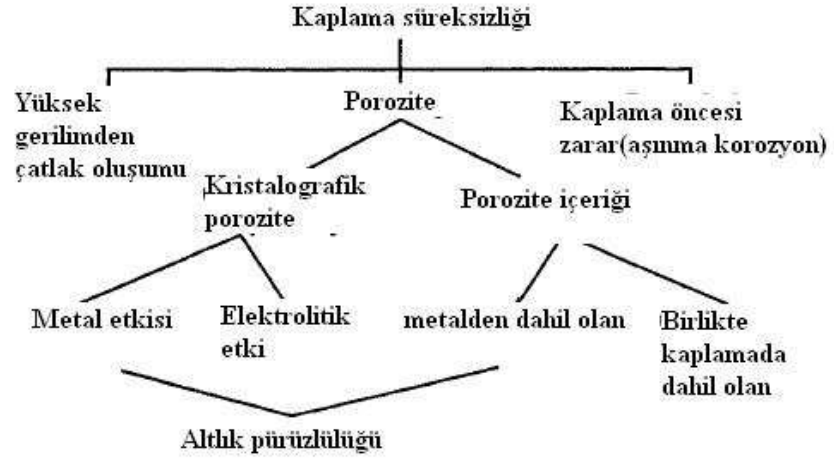 Kaplama süreksizliği
Yüksek
gerilimden
çatlak oluşumu
Porozite
Kaplama öncesi
zarar(aşınma korozyon)
Kristalografik
porozite
Porozite içeriği
Metal etkisi
Elektrolitik
etki
metalden dahil olan
Birlikte
kaplamada
dahil olan
Altlık pürüzlülüğü